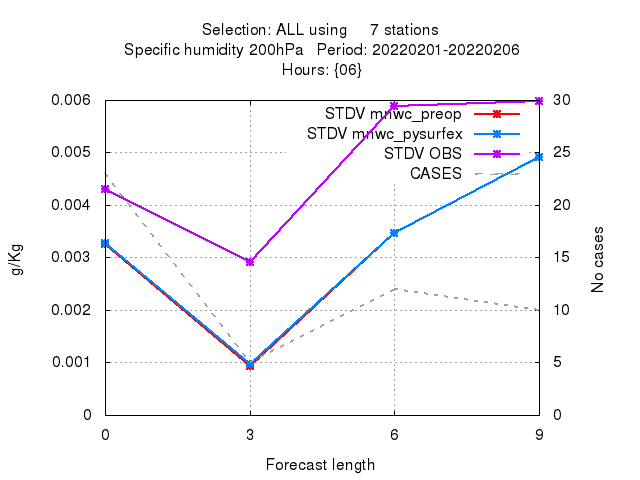 Selection: ALL using     7 stations
Specific humidity 200hPa   Period: 20220201-20220206
Hours: {06}
STDV mnwc_preop
STDV mnwc_pysurfex
STDV OBS
CASES
0.006
0.005
0.004
0.003
0.002
0.001
0
30
25
20
15
10
5
0
g/Kg
No cases
0 3 6 9
Forecast length